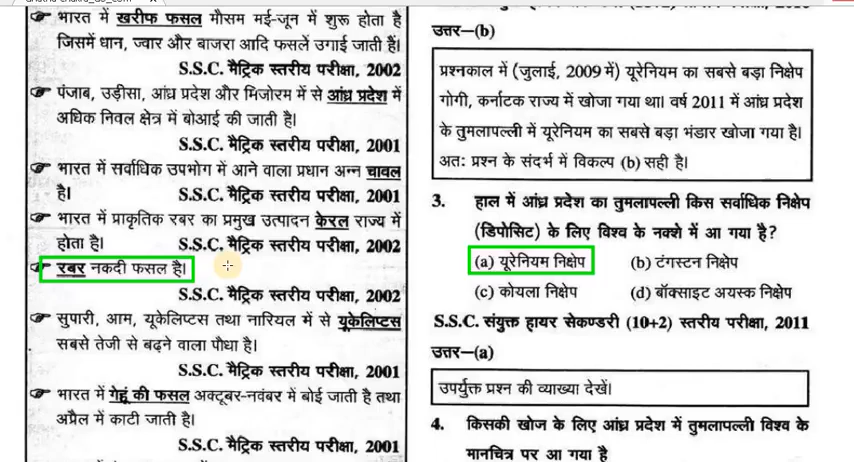 भारत में खरीफ फसल मौसम मई-जून में शुरू होता है
जिसमें धान, ज्वार और बाजरा आदि फसलें उगाई जाती हैं।
S.S.C. मैट्रिक स्तरीय परीक्षा, 2002
पंजाब, उड़ीसा, आंध्र प्रदेश और मिजोरम में से आंध्र प्रदेश में
अधिक निवल क्षेत्र में बोआई की जाती है।
S.S.C. मैट्रिक स्तरीय परीक्षा, 2001
भारत में सर्वाधिक उपभोग में आने वाला प्रधान अन्न चावल
है। S.S.C. मैट्रिक स्तरीय परीक्षा, 2001
भारत में प्राकृतिक रबर का प्रमुख उत्पादन केरल राज्य में
होता है। S.S.C. मैट्रिक स्तरीय परीक्षा, 2002
रबर नकदी फसल है।
S.S.C. मैट्रिक स्तरीय परीक्षा, 2002
सुपारी, आम, यूकेलिप्टस तथा नारियल में से यूकेलिप्टस
सबसे तेजी से बढ़ने वाला पौधा है।
S.S.C. मैट्रिक स्तरीय परीक्षा, 2001
भारत में गेहूं की फसल अक्टूबर-नवंबर में बोई जाती है तथा
अप्रैल में काटी जाती है।
S.S.C. मैट्रिक स्तरीय परीक्षा, 2001
उत्तर–(b)
प्रश्नकाल में (जुलाई, 2009 में) यूरेनियम का सबसे बड़ा निक्षेप
गोगी, कर्नाटक राज्य में खोजा गया था। वर्ष 2011 में आंध्र प्रदेश
के तुमलापल्ली में यूरेनियम का सबसे बड़ा भंडार खोजा गया है।
अतः प्रश्न के संदर्भ में विकल्प (b) सही है।
3. हाल में आंध्र प्रदेश का तुमलापल्ली किस सर्वाधिक निक्षेप
(डिपोसिट) के लिए विश्व के नक्शे में आ गया है?
(a) यूरेनियम निक्षेप (b) टंगस्टन निक्षेप
(c) कोयला निक्षेप (d) बॉक्साइट अयस्क निक्षेप
S.S.C. संयुक्त हायर सेकण्डरी (10+2) स्तरीय परीक्षा, 2011
उत्तर–(a)
उपर्युक्त प्रश्न की व्याख्या देखें।
4. किसकी खोज के लिए आंध्र प्रदेश में तुमलापल्ली विश्व के
मानचित्र पर आ गया है